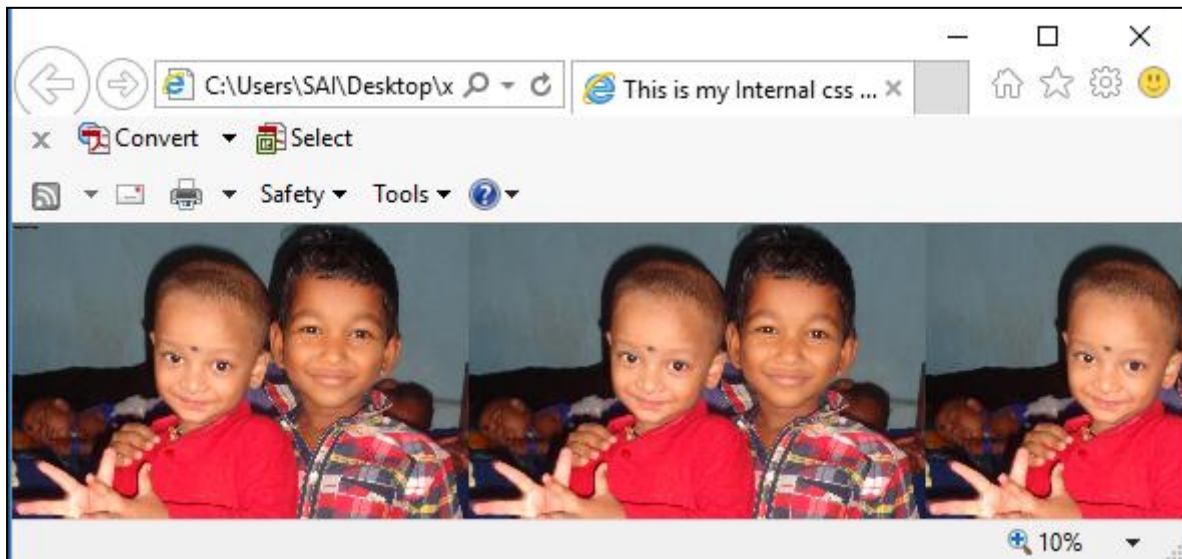 C:\Users\SAI\Desktop\x
This is my Internal css ...
Convert
Select
Safety
Tools
10%